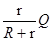 r/(R + r) Q